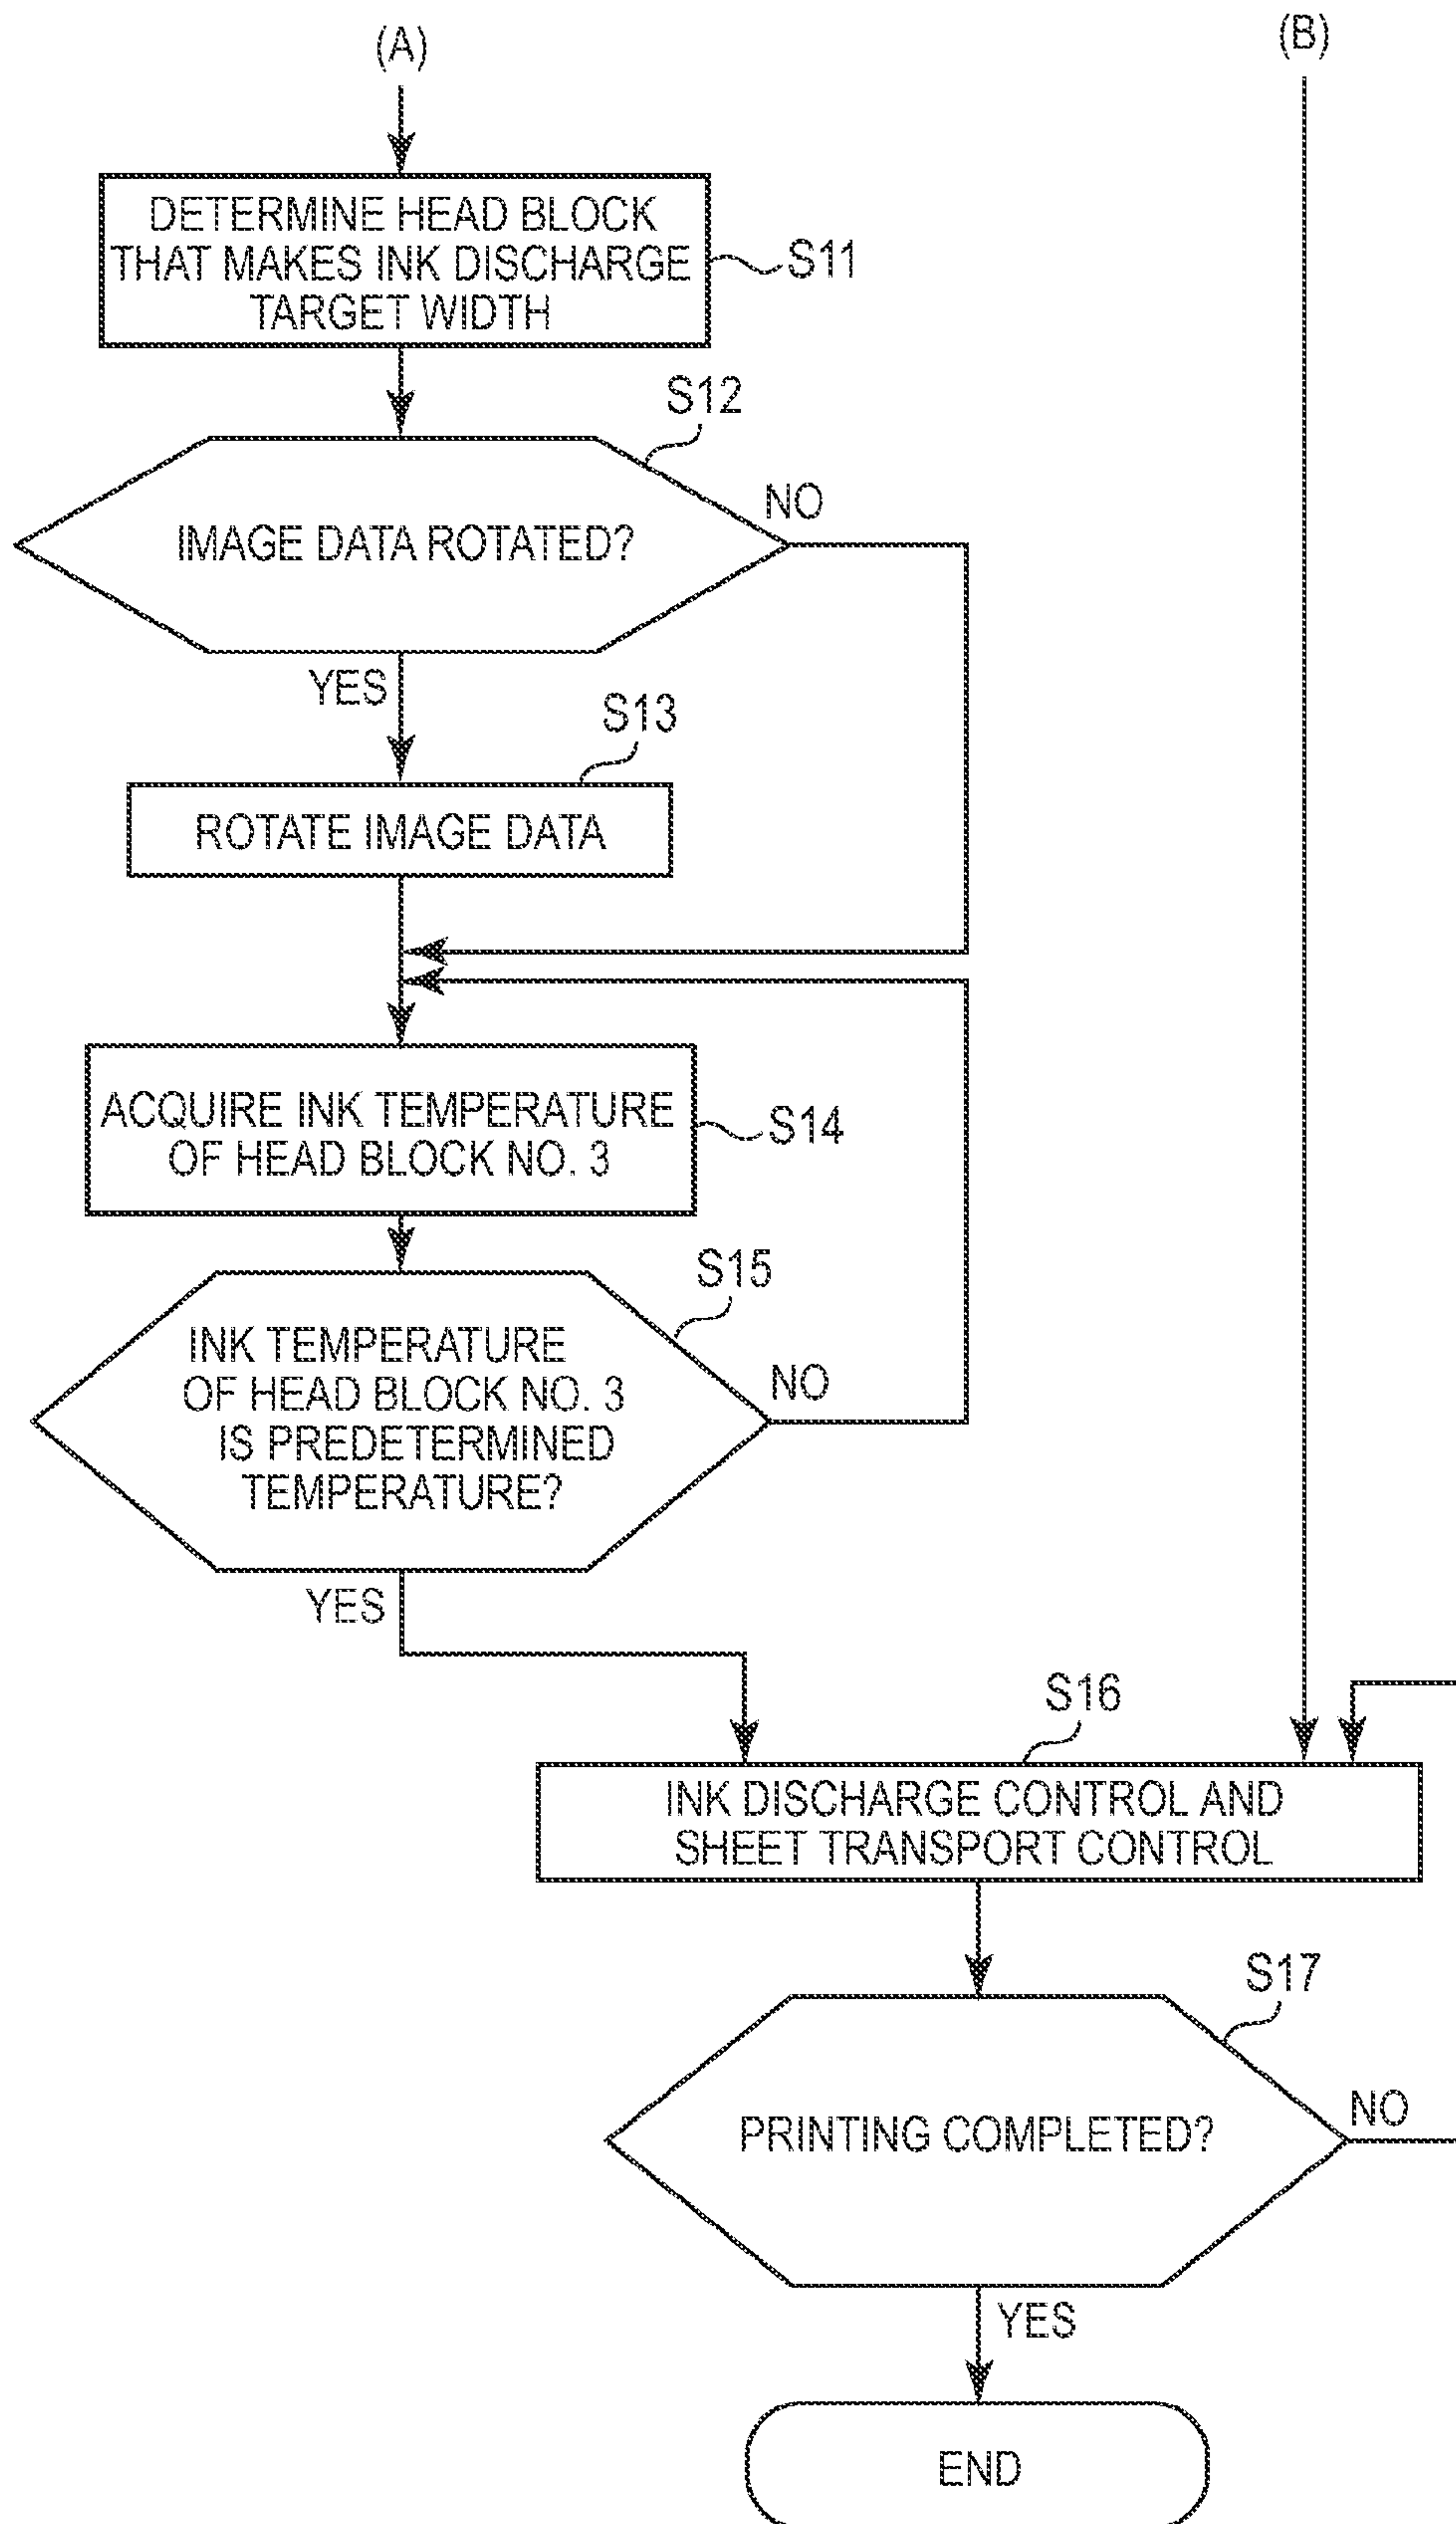 (A)
(B)
DETERMINE HEAD BLOCK
THAT MAKES INK DISCHARGE
TARGET WIDTH
S11
S12
IMAGE DATA ROTATED?
NO
YES
S13
ROTATE IMAGE DATA
ACQUIRE INK TEMPERATURE
OF HEAD BLOCK NO. 3
S14
S15
INK TEMPERATURE
OF HEAD BLOCK NO. 3
IS PREDETERMINED
TEMPERATURE?
NO
YES
S16
INK DISCHARGE CONTROL AND
SHEET TRANSPORT CONTROL
S17
PRINTING COMPLETED?
NO
YES
END